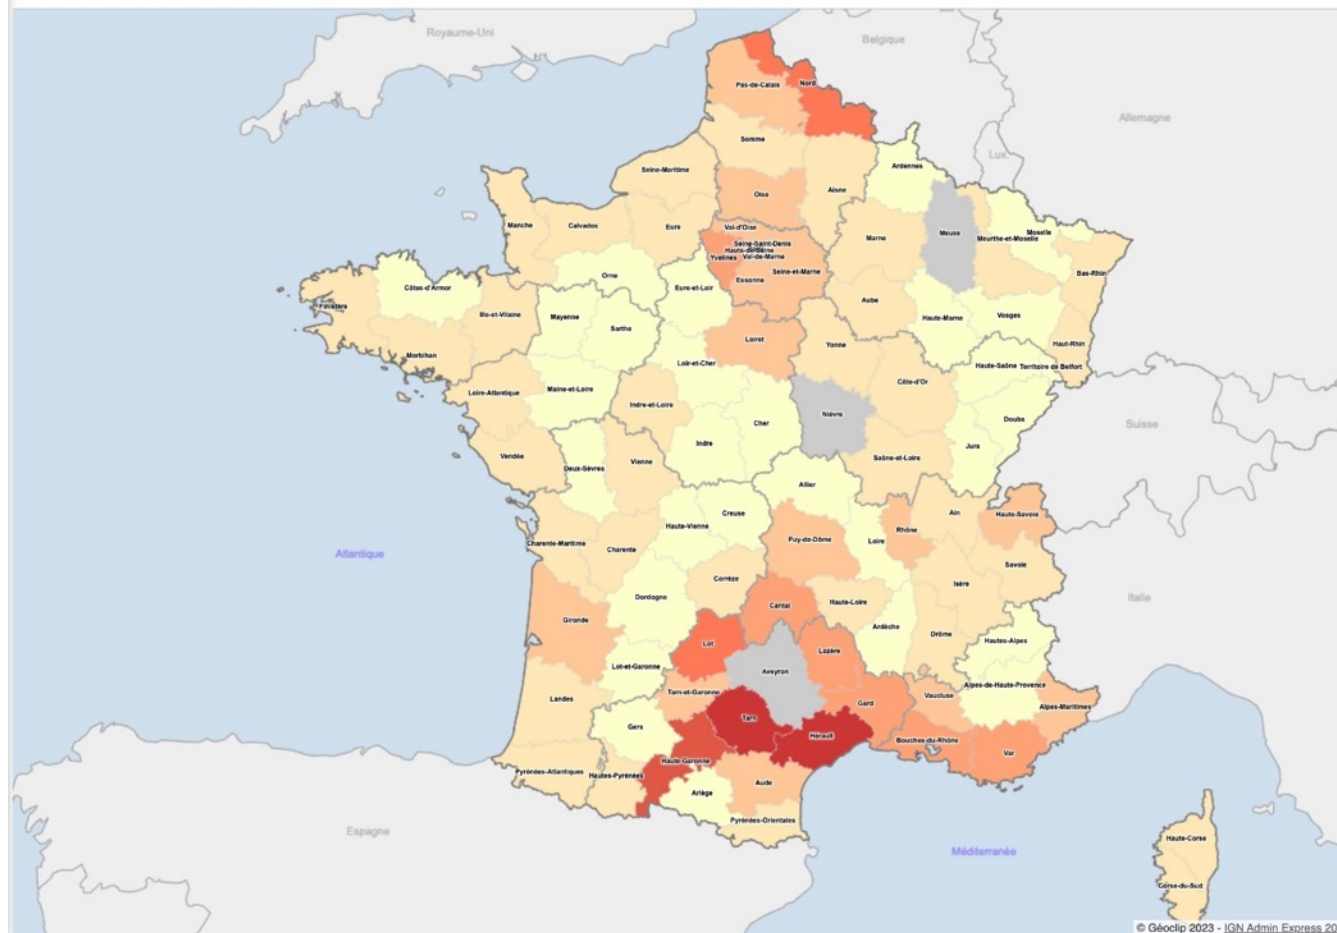 Royaume-Uni
Belgique
Allemagne
Lux.
Nord
Pas-de-Calais
Somme
Ardennes
Seine-Maritime
Aisne
Oise
Manche
Calvados
Eure
Val-d'Oise
Marne
Meuse
Moselle
Meurthe-et-Moselle
Seine-Saint-Denis
Hauts-de-Seine
Yvelines
Val-de-Marne
Seine-et-Marne
Essonne
Bas-Rhin
Orne
Côtes-d'Armor
Eure-et-Loir
Finistère
Ille-et-Vilaine
Mayenne
Sarthe
Aube
Haute-Marne
Vosges
Loiret
Yonne
Haut-Rhin
Morbihan
Loir-et-Cher
Haute-Saône
Territoire de Belfort
Côte-d'Or
Loire-Atlantique
Maine-et-Loire
Indre-et-Loire
Nièvre
Doubs
Cher
Suisse
Indre
Jura
Vendée
Deux-Sèvres
Vienne
Saône-et-Loire
Allier
Creuse
Haute-Vienne
Ain
Haute-Savoie
Rhône
Puy-de-Dôme
Loire
Charente-Maritime
Charente
Atlantique
Savoie
Corrèze
Isère
Dordogne
Italie
Cantal
Haute-Loire
Gironde
Ardèche
Drôme
Hautes-Alpes
Lot
Lozère
Lot-et-Garonne
Aveyron
Alpes-de-Haute-Provence
Tarn-et-Garonne
Vaucluse
Landes
Gard
Alpes-Maritimes
Tarn
Gers
Hérault
Bouches-du-Rhône
Var
Haute-Garonne
Pyrénées-Atlantiques
Hautes-Pyrénées
Aude
Ariège
Pyrénées-Orientales
Espagne
Méditerranée
Haute-Corse
Corse-du-Sud
© Géoclip 2023 - IGN Admin Express 20